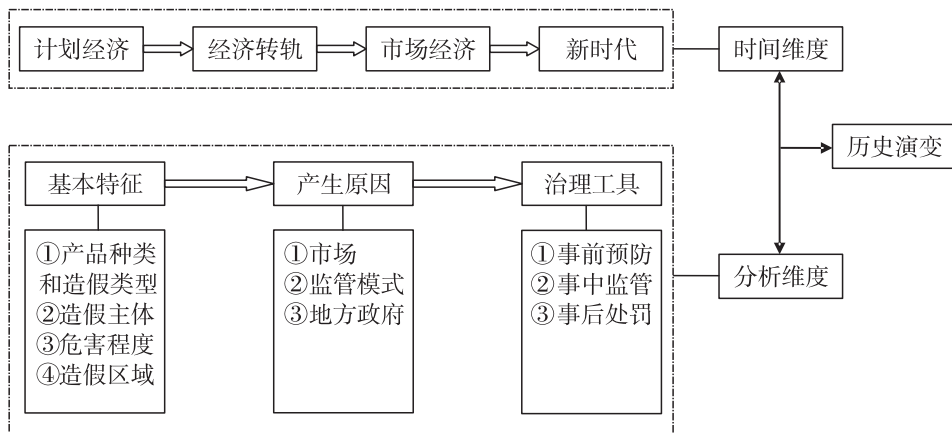 计划经济
经济转轨
市场经济
新时代
时间维度
历史演变
基本特征
产生原因
治理工具
①产品种类
和造假类型
②造假主体
③危害程度
④造假区域
①市场
②监管模式
③地方政府
①事前预防
②事中监管
③事后处罚
分析维度